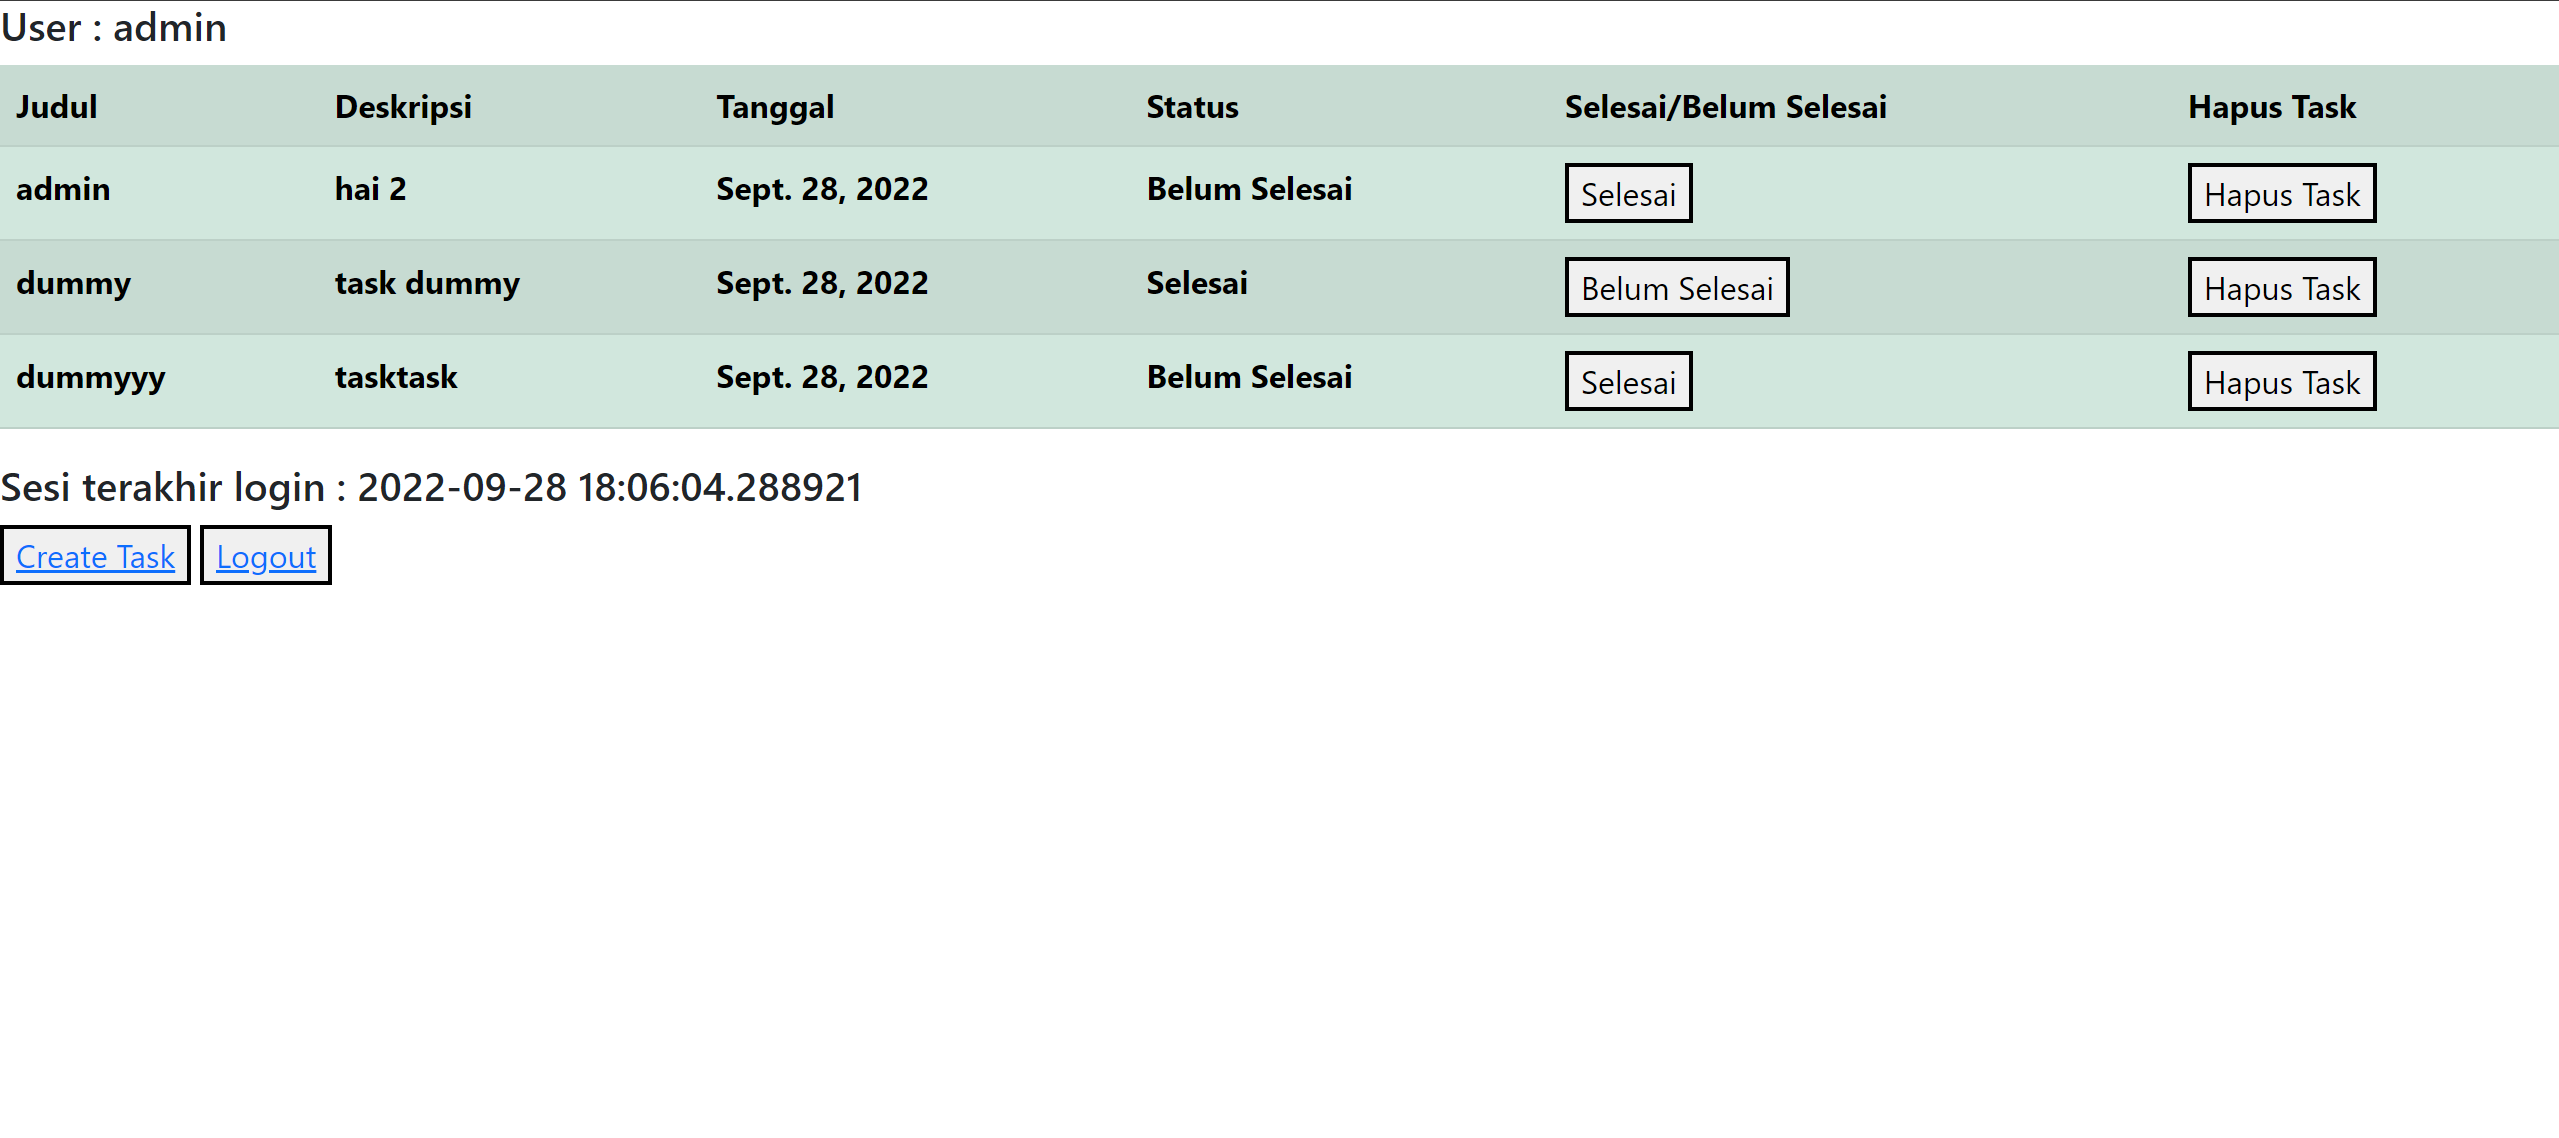 User : admin
Judul Deskripsi Tanggal Status Selesai/Belum Selesai Hapus Task
admin hai 2 Sept. 28, 2022 Belum Selesai Selesai Hapus Task
dummy task dummy Sept. 28, 2022 Selesai Belum Selesai Hapus Task
dummyyy tasktask Sept. 28, 2022 Belum Selesai Selesai Hapus Task
Sesi terakhir login : 2022-09-28 18:06:04.288921
Create Task Logout